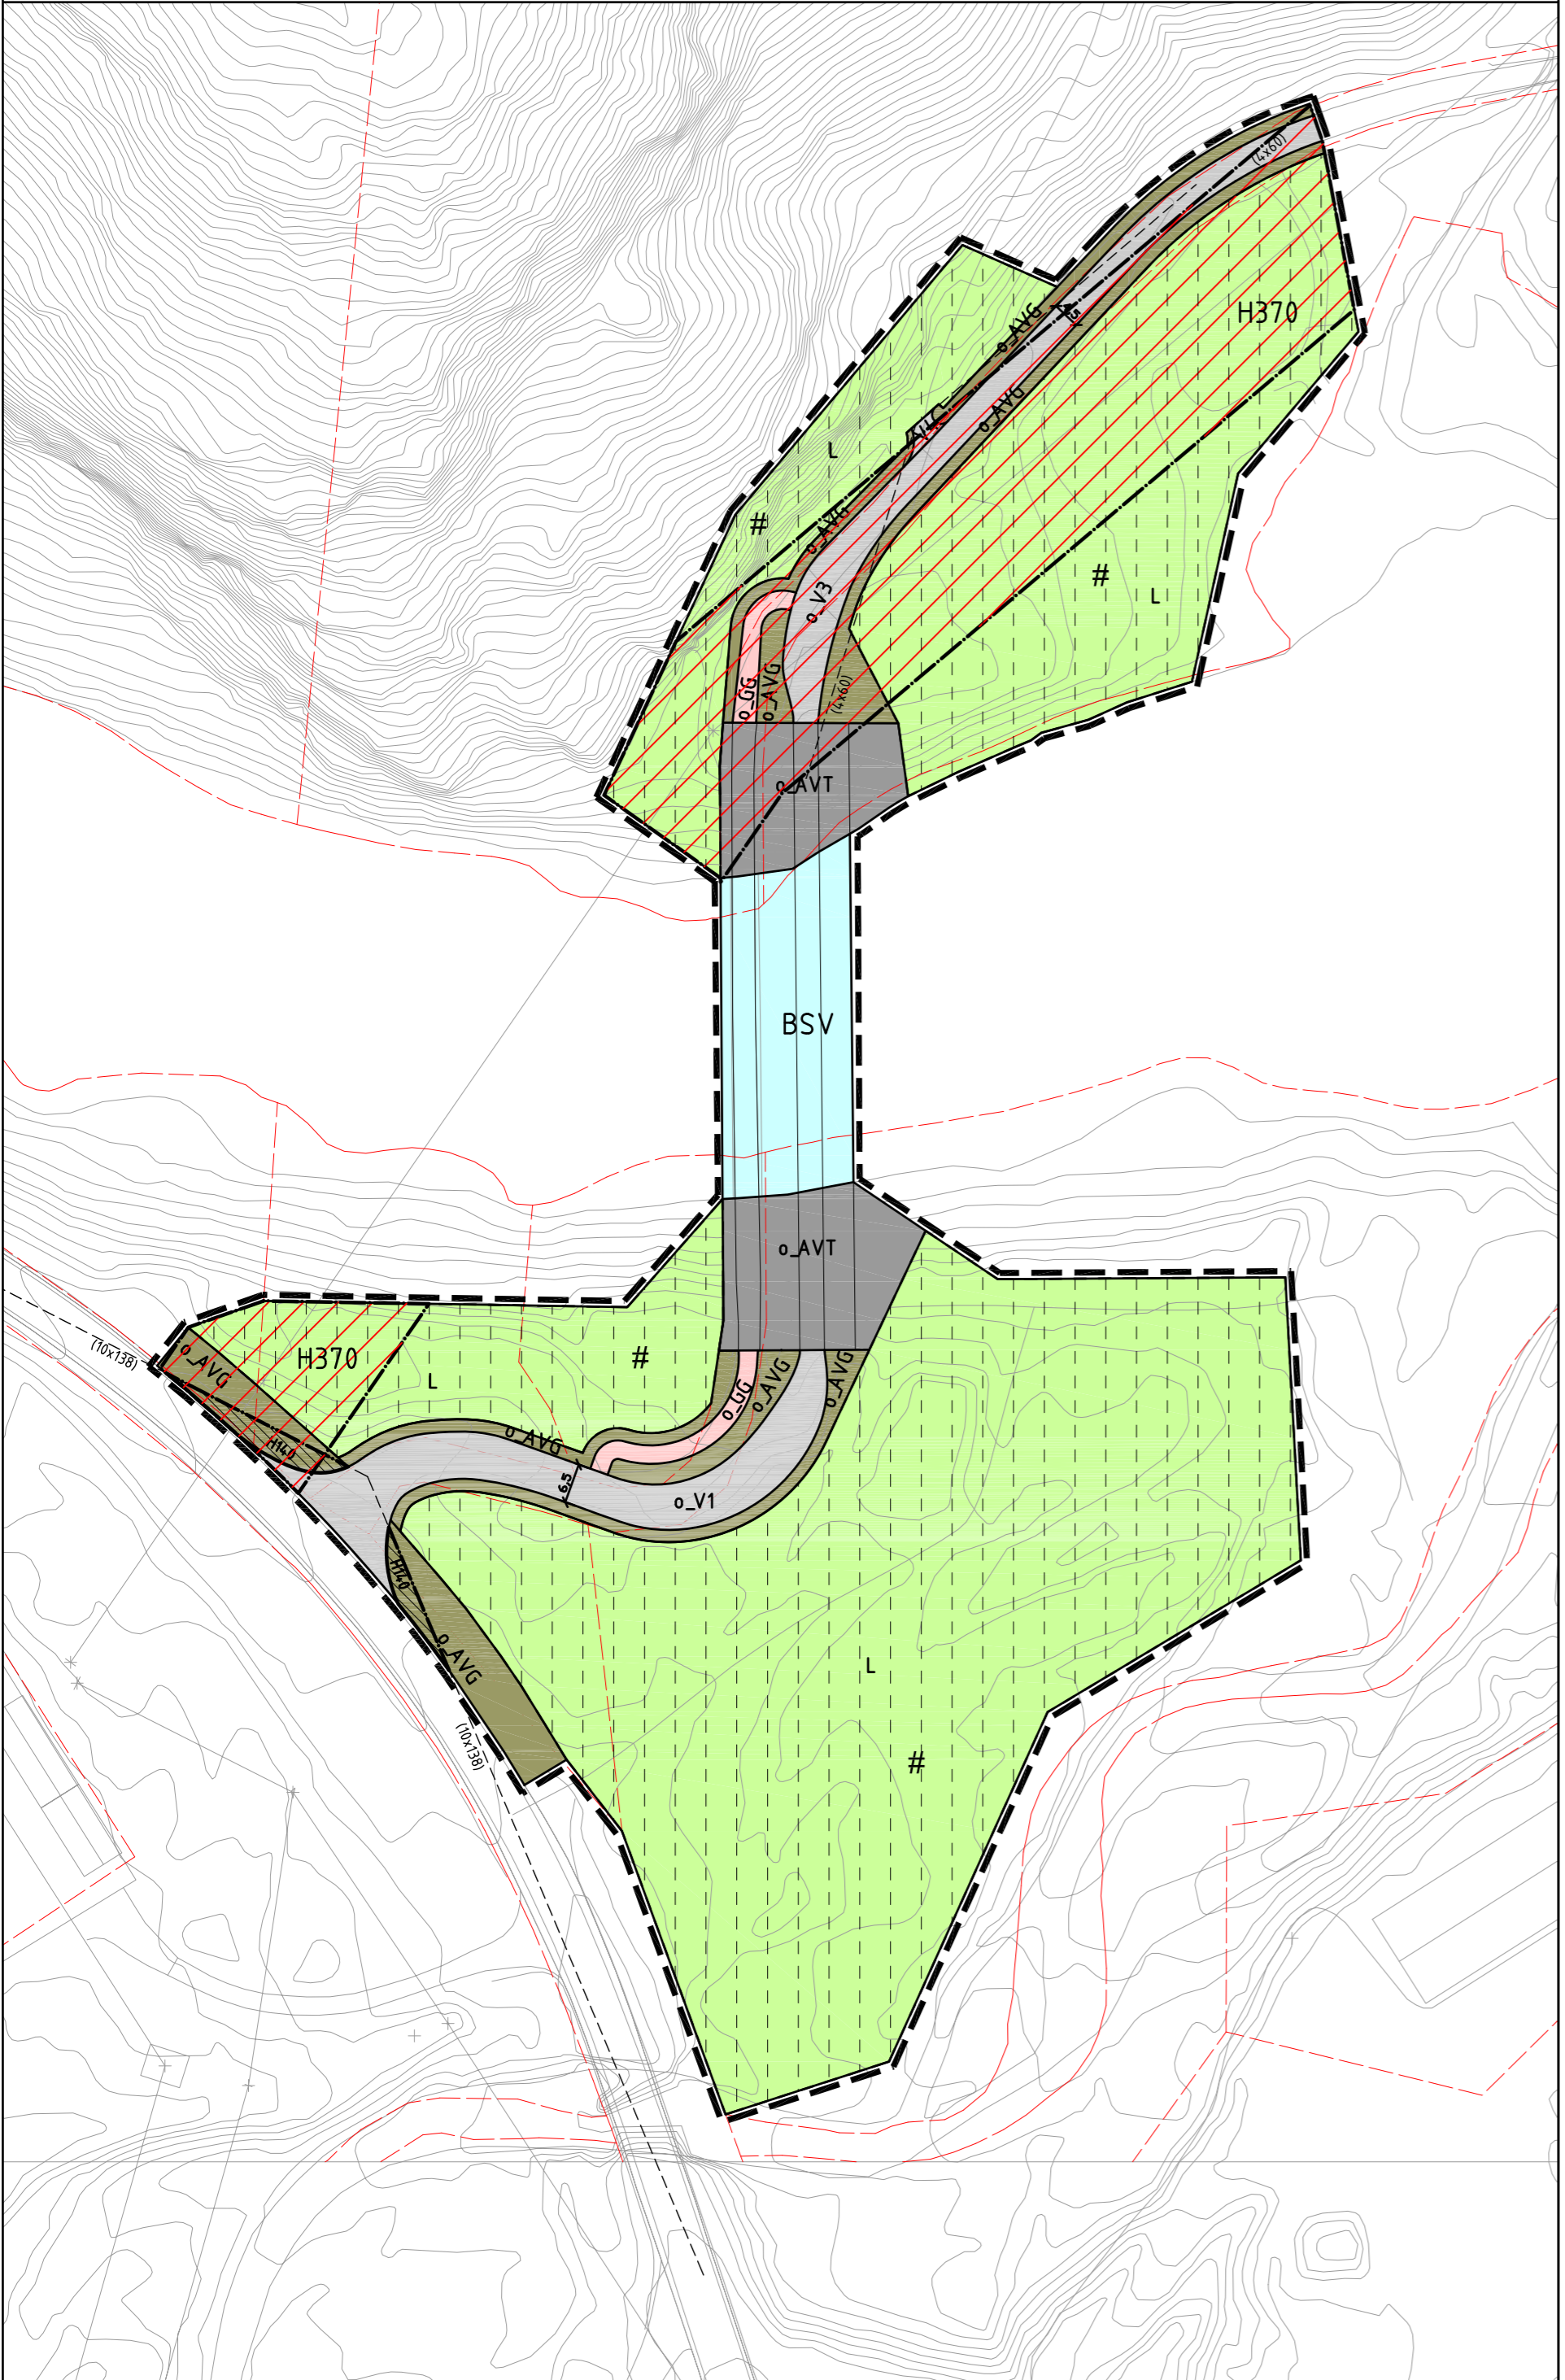 (4x60)
H370
o_AVG
o_AVG
L
#
o_AVG
#
L
o_V3
o_GG
o_AVG
(4x60)
o_AVT
BSV
o_AVT
(10x138)
o_AVG
H370
#
L
o_GG
o_AVG
o_AVG
o_AVG
H140
6,5
o_V1
H140
o_AVG
L
(10x138)
#